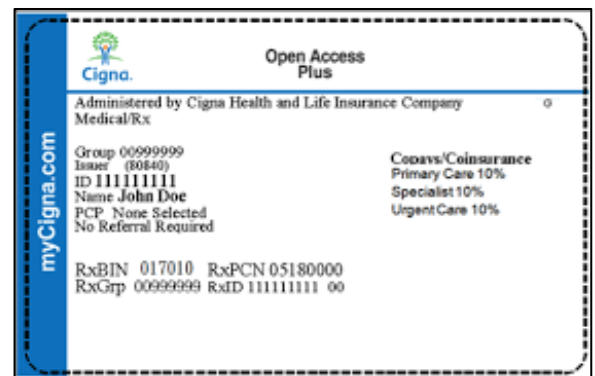 Cigna.
Open Access
Plus
Administered by Cigna Health and Life Insurance Company
Medical/Rx
G
myCigna.com
Group 00999999
Issuer (80840)
ID 111111111
Name John Doe
PCP None Selected
No Referral Required
Copays/Coinsurance
Primary Care 10%
Specialist 10%
Urgent Care 10%
RxBIN 017010 RxPCN 05180000
RxGrp 00999999 RxID 111111111 00